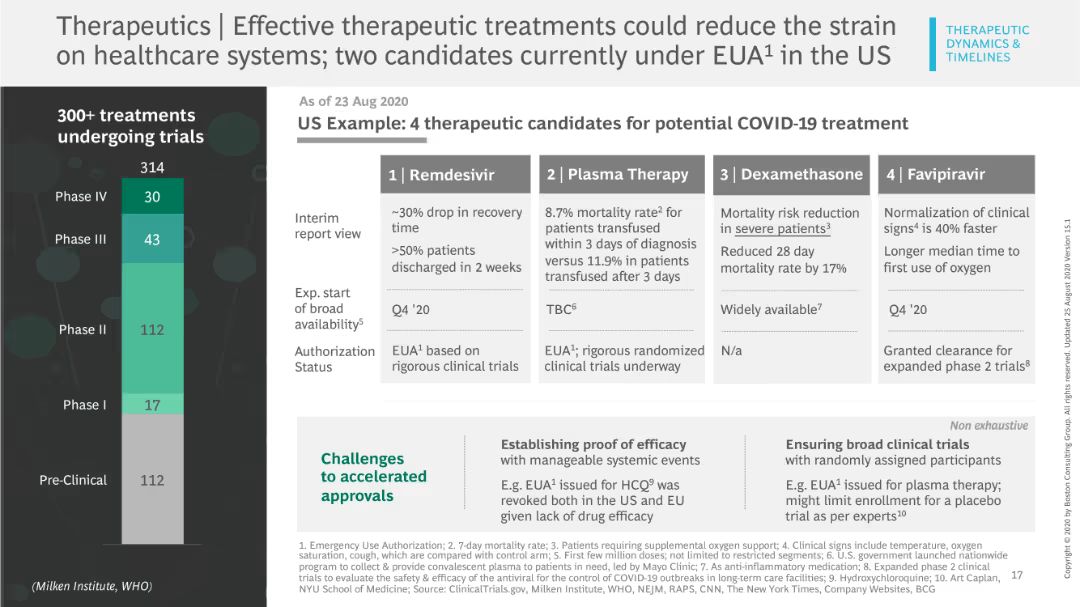 Therapeutics | Effective therapeutic treatments could reduce the strain
on healthcare systems; two candidates currently under EUA¹ in the US
THERAPEUTIC
DYNAMICS &
TIMELINES
300+ treatments
undergoing trials
314
Phase IV
30
Phase III
43
Phase II
112
Phase I
17
Pre-Clinical
112
(Milken Institute, WHO)
As of 23 Aug 2020
US Example: 4 therapeutic candidates for potential COVID-19 treatment
1 | Remdesivir
2 | Plasma Therapy
3 | Dexamethasone
4 | Favipiravir
Interim
report view
~30% drop in recovery
time
>50% patients
discharged in 2 weeks
8.7% mortality rate² for
patients transfused
within 3 days of diagnosis
versus 11.9% in patients
transfused after 3 days
Mortality risk reduction
in severe patients³
Reduced 28 day
mortality rate by 17%
Normalization of clinical
signs⁴ is 40% faster
Longer median time to
first use of oxygen
Exp. start
of broad
availability⁵
Q4 '20
TBC⁶
Widely available⁷
Q4 '20
Authorization
Status
EUA¹ based on
rigorous clinical trials
EUA¹; rigorous randomized
clinical trials underway
N/a
Granted clearance for
expanded phase 2 trials⁸
Non exhaustive
Challenges
to accelerated
approvals
Establishing proof of efficacy
with manageable systemic events
E.g. EUA¹ issued for HCQ⁹ was
revoked both in the US and EU
given lack of drug efficacy
Ensuring broad clinical trials
with randomly assigned participants
E.g. EUA¹ issued for plasma therapy;
might limit enrollment for a placebo
trial as per experts¹⁰
1. Emergency Use Authorization; 2. 7-day mortality rate; 3. Patients requiring supplemental oxygen support; 4. Clinical signs include temperature, oxygen
saturation, cough, which are compared with control arm; 5. First few million doses; not limited to restricted segments; 6. U.S. government launched nationwide
program to collect & provide convalescent plasma to patients in need, led by Mayo Clinic; 7. As anti-inflammatory medication; 8. Expanded phase 2 clinical
trials to evaluate the safety & efficacy of the antiviral for the control of COVID-19 outbreaks in long-term care facilities; 9. Hydroxychloroquine; 10. Art Caplan,
NYU School of Medicine; Source: ClinicalTrials.gov, Milken Institute, WHO, NEJM, RAPS, CNN, The New York Times, Company Websites, BCG
17
Copyright © 2020 by Boston Consulting Group. All rights reserved. Updated 25 August 2020 Version 15.1